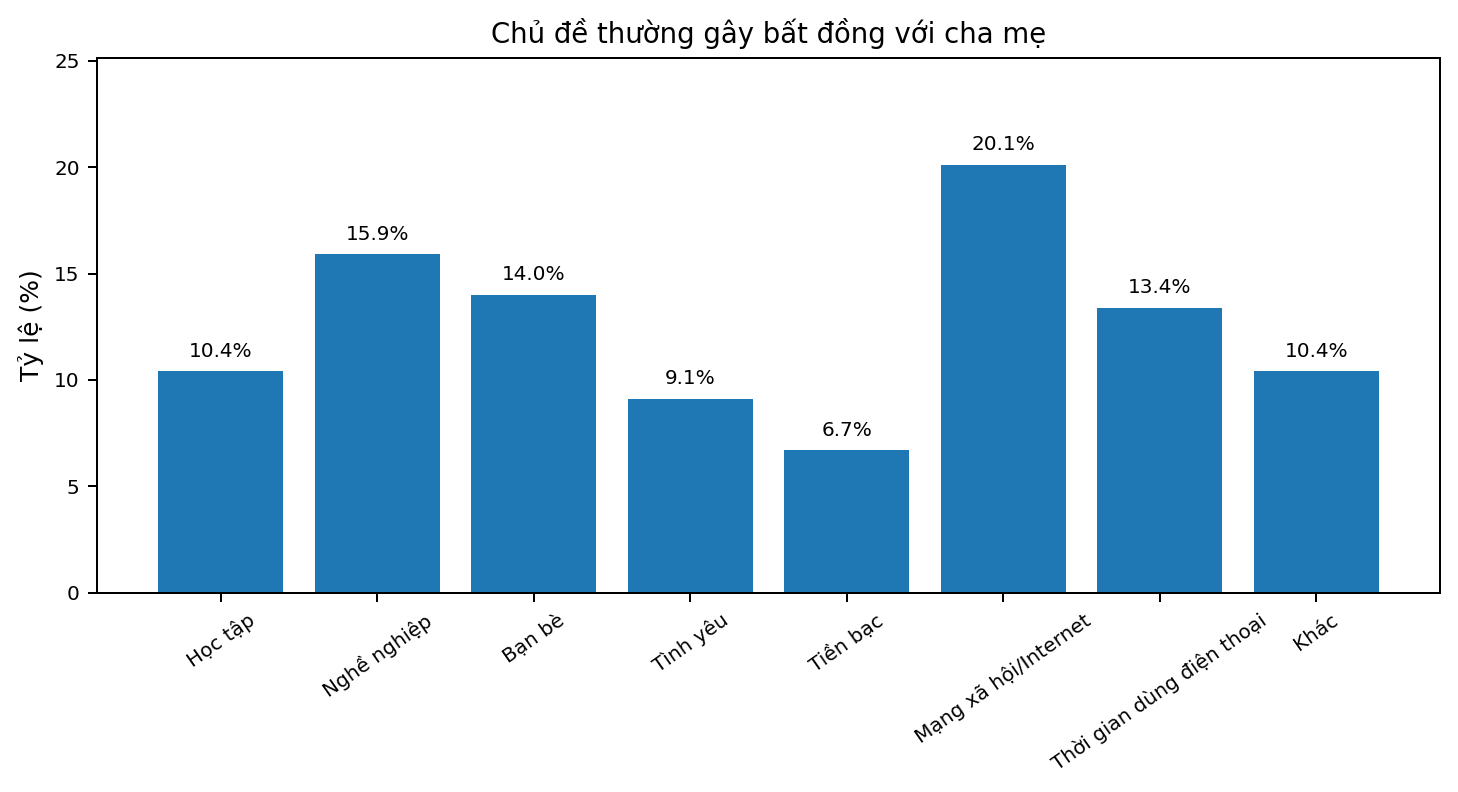 Chủ đề thường gây bất đồng với cha mẹ
Tỷ lệ (%)
25
20
15
10
5
0
10.4%
15.9%
14.0%
9.1%
6.7%
20.1%
13.4%
10.4%
Học tập
Nghề nghiệp
Bạn bè
Tình yêu
Tiền bạc
Mạng xã hội/Internet
Thời gian dùng điện thoại
Khác